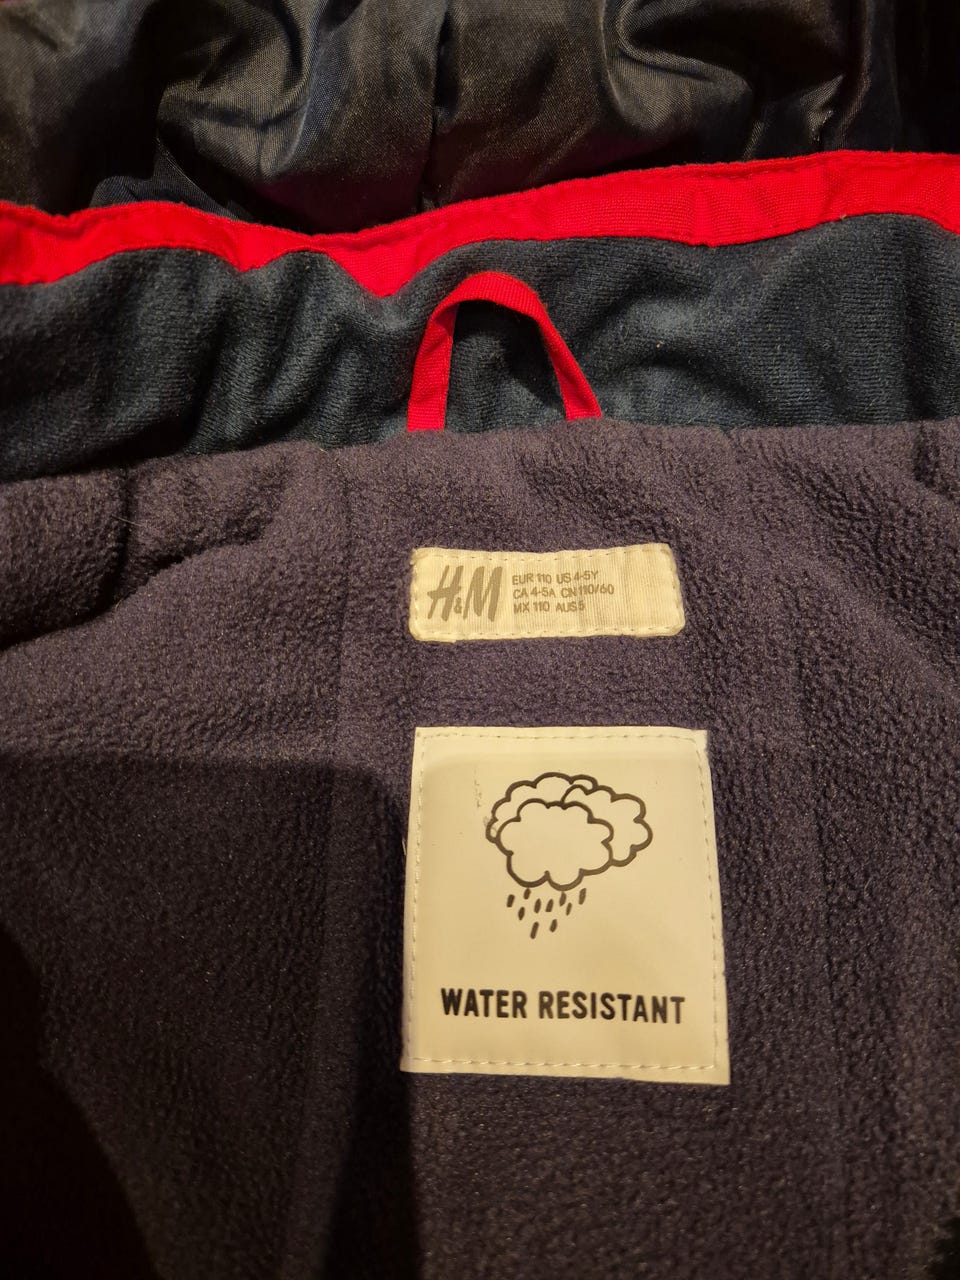 H&M
EUR 110 US 4-5Y
CA 4-5A CN 110/60
MX 110 AUS 5
WATER RESISTANT